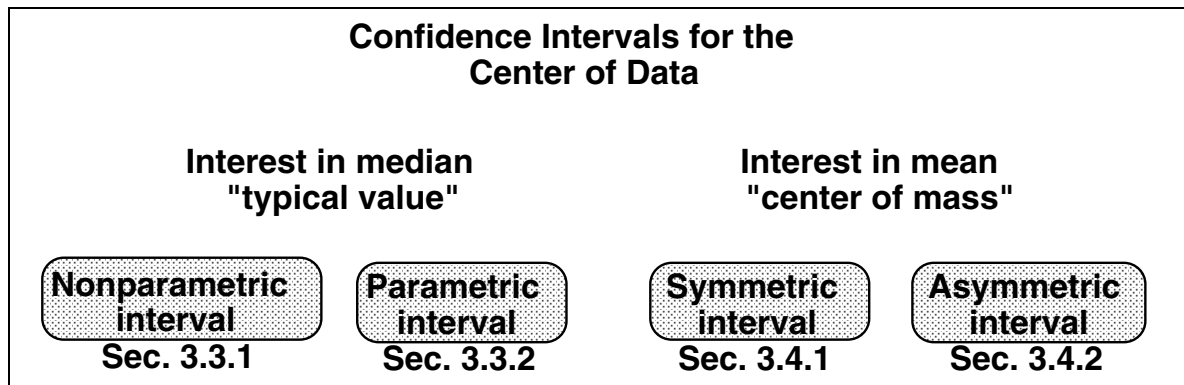 Confidence Intervals for the
Center of Data
Interest in median
"typical value"
Interest in mean
"center of mass"
Nonparametric
interval
Sec. 3.3.1
Parametric
interval
Sec. 3.3.2
Symmetric
interval
Sec. 3.4.1
Asymmetric
interval
Sec. 3.4.2